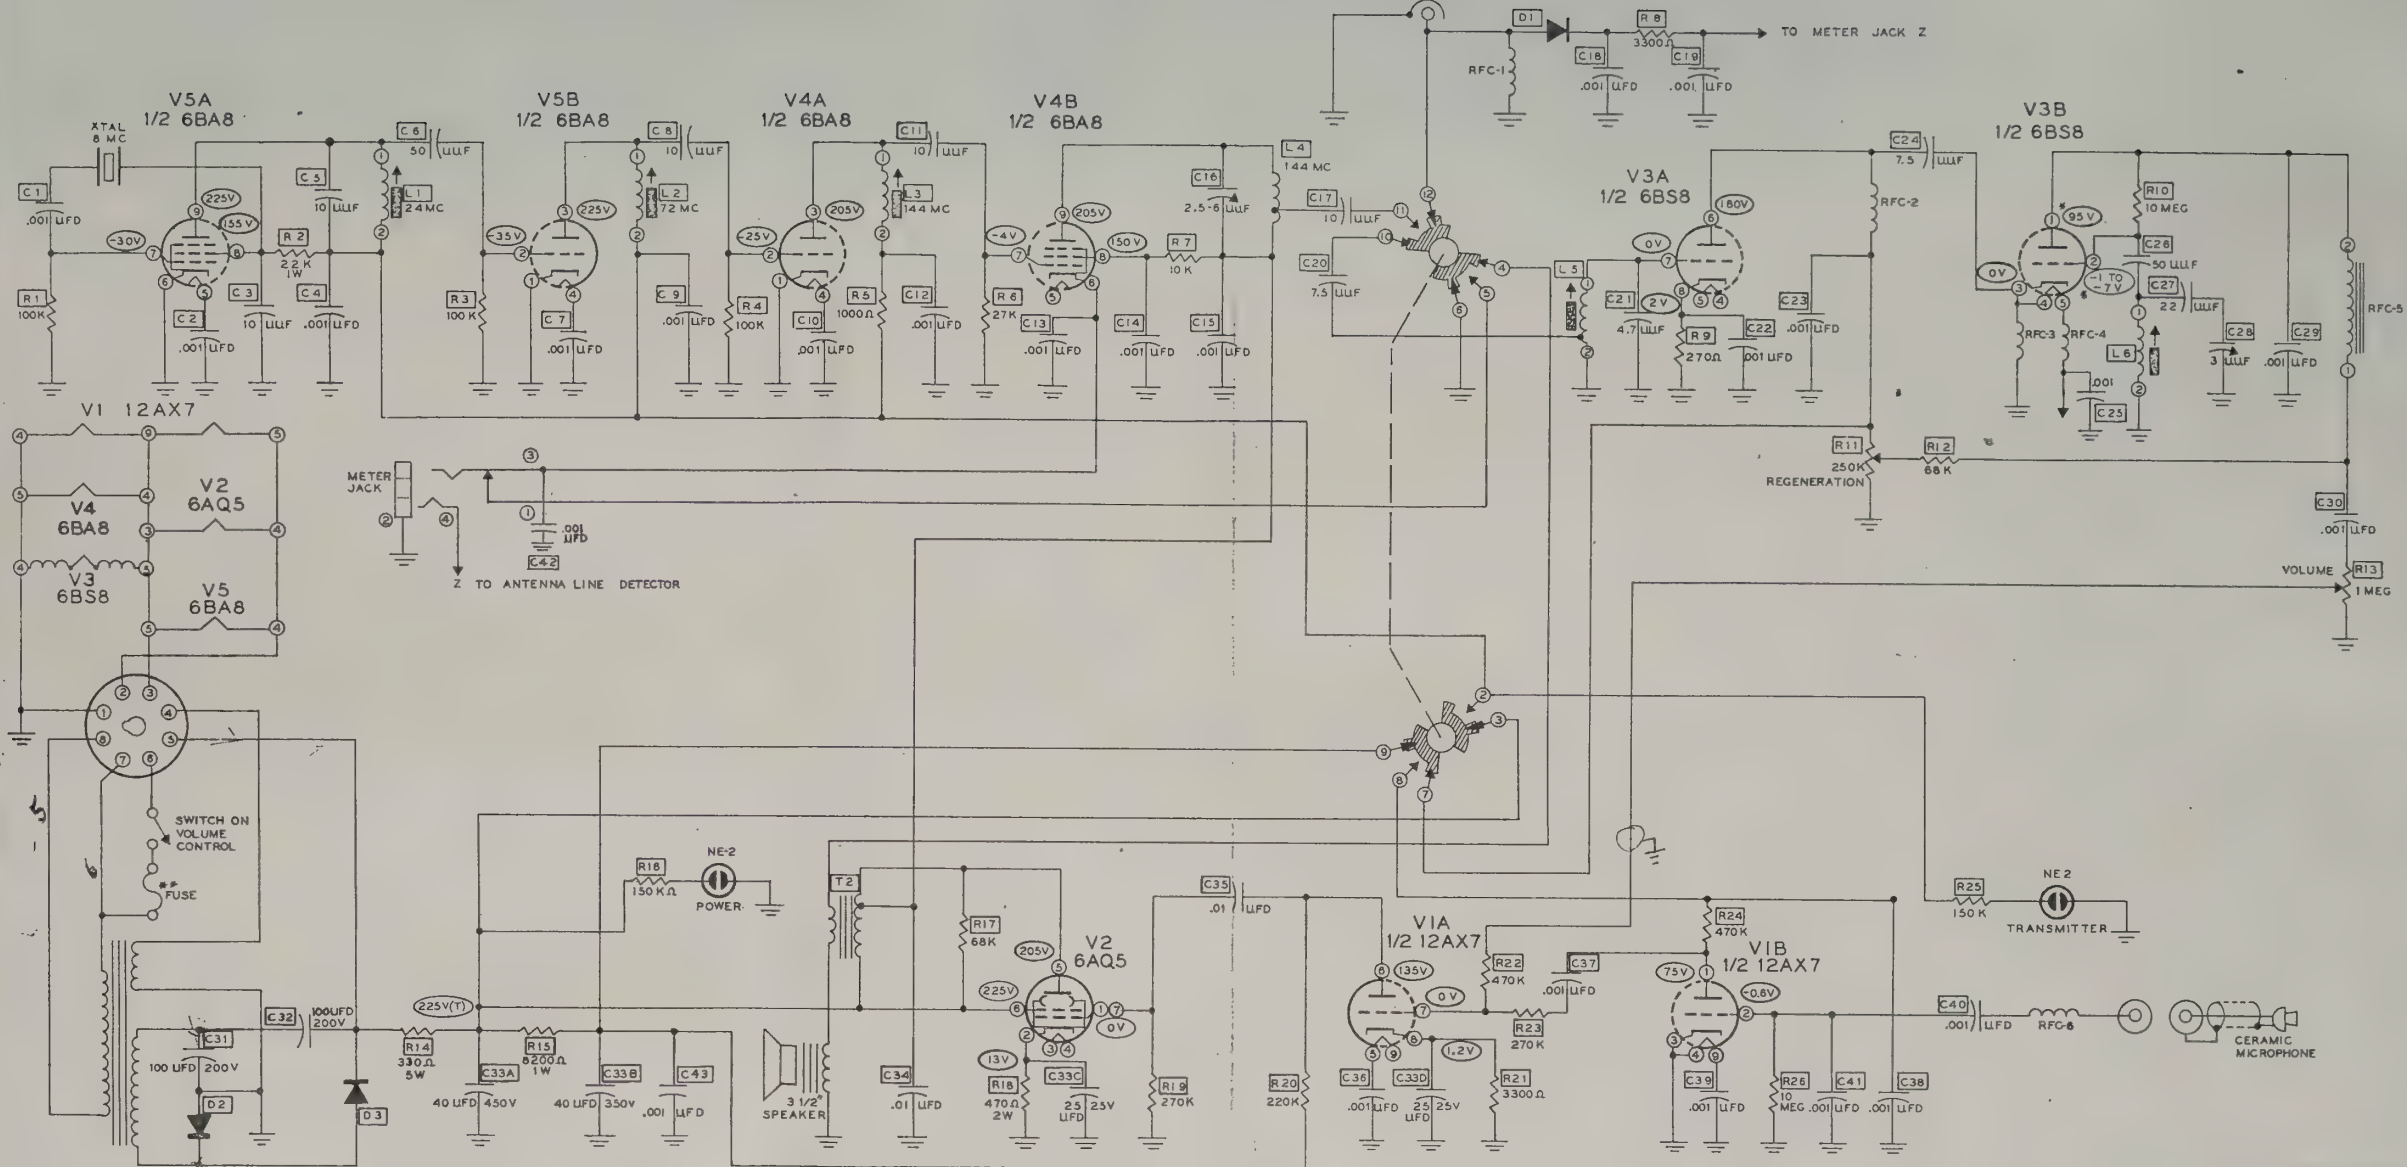 V5A
1/2 6BA8
XTAL
8 MC
C1
.001 UFD
R1
100K
-30V
225V
155V
R2
22K
1W
C2
.001 UFD
C3
10 UUF
C4
.001 UFD
C5
10 UUF
L1
24 MC
C6
50 UUF
V5B
1/2 6BA8
R3
100K
-35V
225V
C7
.001 UFD
L2
72 MC
C8
10 UUF
C9
.001 UFD
V4A
1/2 6BA8
R4
100K
-25V
205V
C10
.001 UFD
R5
1000Ω
L3
144 MC
C11
10 UUF
C12
.001 UFD
V4B
1/2 6BA8
R6
27K
-4V
205V
150V
R7
10K
C13
.001 UFD
C14
.001 UFD
C15
.001 UFD
C16
2.5-6 UUF
L4
144 MC
C17
10 UUF
D1
R8
3300Ω
TO METER JACK Z
RFC-1
C18
.001 UFD
C19
.001 UFD
C20
7.5 UUF
L5
C21
4.7 UUF
V3A
1/2 6BS8
0V
180V
2V
R9
270Ω
C22
.001 UFD
RFC-2
C23
.001 UFD
C24
7.5 UUF
V3B
1/2 6BS8
0V
* 95V
R10
10 MEG
C26
50 UUF
-1 TO
-7V
*
C27
22 UUF
RFC-3
RFC-4
.001
C25
L6
C28
3 UUF
C29
.001 UFD
RFC-5
R11
250K
REGENERATION
R12
68K
C30
.001 UFD
VOLUME
R13
1 MEG
V1 12AX7
V2
6AQ5
V4
6BA8
V3
6BS8
V5
6BA8
METER
JACK
.001
UFD
C42
Z TO ANTENNA LINE DETECTOR
SWITCH ON
VOLUME
CONTROL
**
FUSE
C31
100 UFD 200V
C32
100UFD
200V
D2
D3
225V(T)
R14
330Ω
5W
R15
8200Ω
1W
C33A
40 UFD 450V
C33B
40 UFD 350V
C43
.001 UFD
R16
150KΩ
NE-2
POWER
T2
3 1/2"
SPEAKER
C34
.01 UFD
R17
68K
205V
V2
6AQ5
225V
0V
13V
R18
470Ω
2W
C33C
25
UFD
25V
R19
270K
C35
.01 UFD
R20
220K
V1A
1/2 12AX7
135V
0V
1.2V
C36
.001 UFD
C33D
25
UFD
25V
R21
3300Ω
R22
470K
R23
270K
C37
.001 UFD
R24
470K
V1B
1/2 12AX7
75V
-0.8V
C39
.001 UFD
R26
10
MEG
C41
.001 UFD
C38
.001 UFD
R25
150K
NE2
TRANSMITTER
C40
.001 UFD
RFC-6
CERAMIC
MICROPHONE